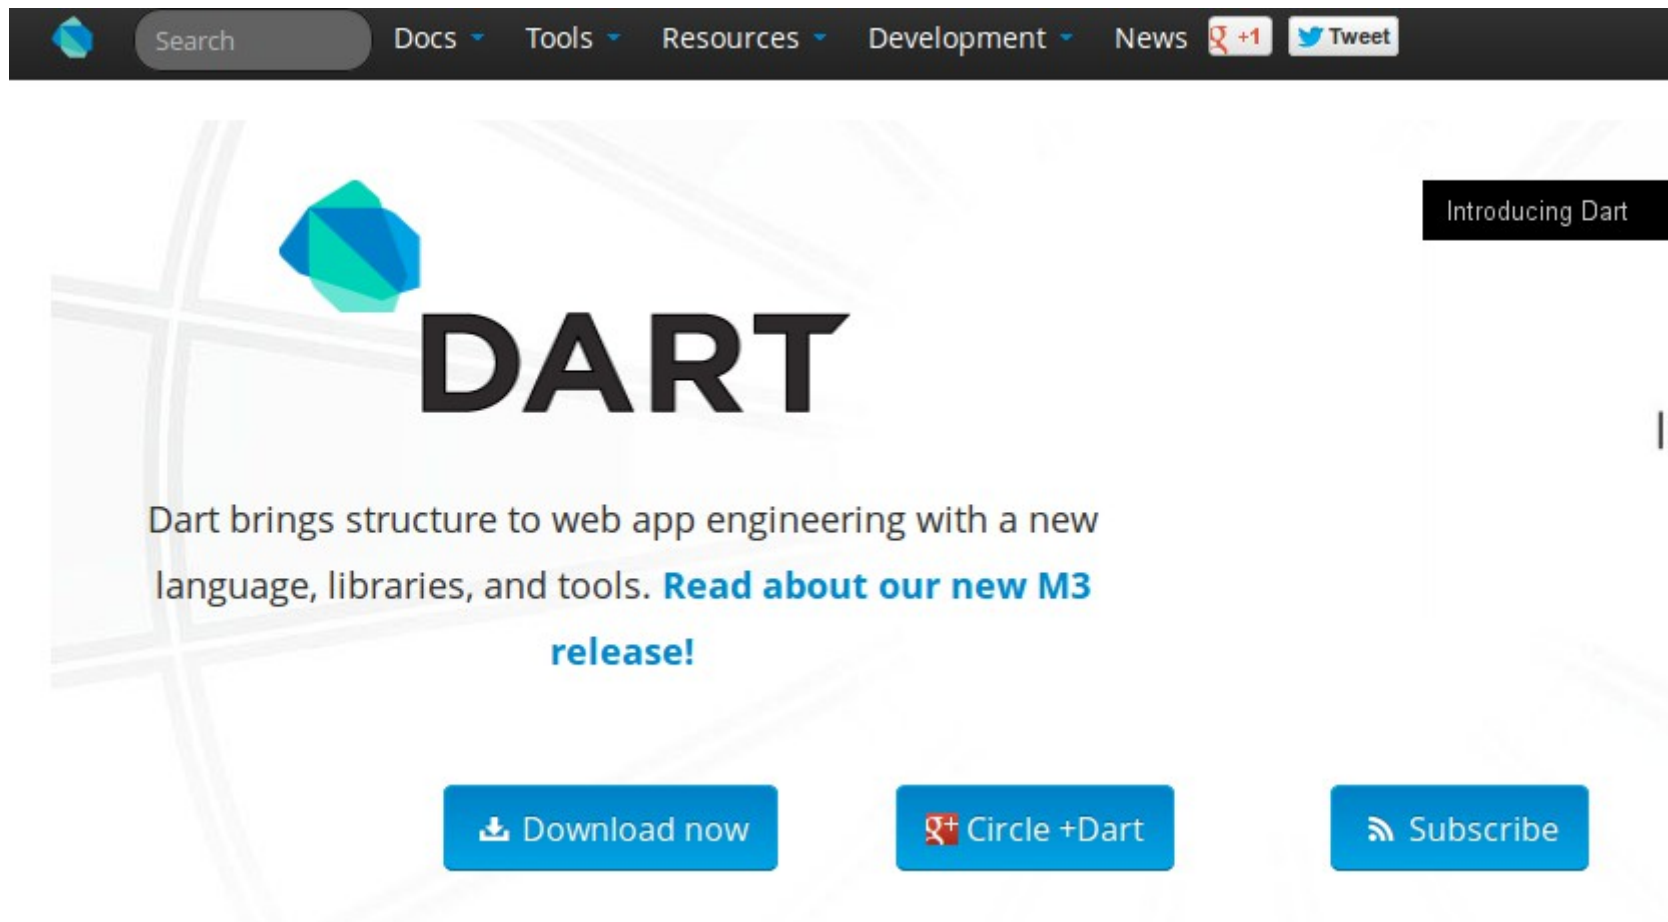 Search Docs Tools Resources Development News g +1 Tweet
Introducing Dart
DART
Dart brings structure to web app engineering with a new
language, libraries, and tools. Read about our new M3
release!
Download now g+ Circle +Dart Subscribe